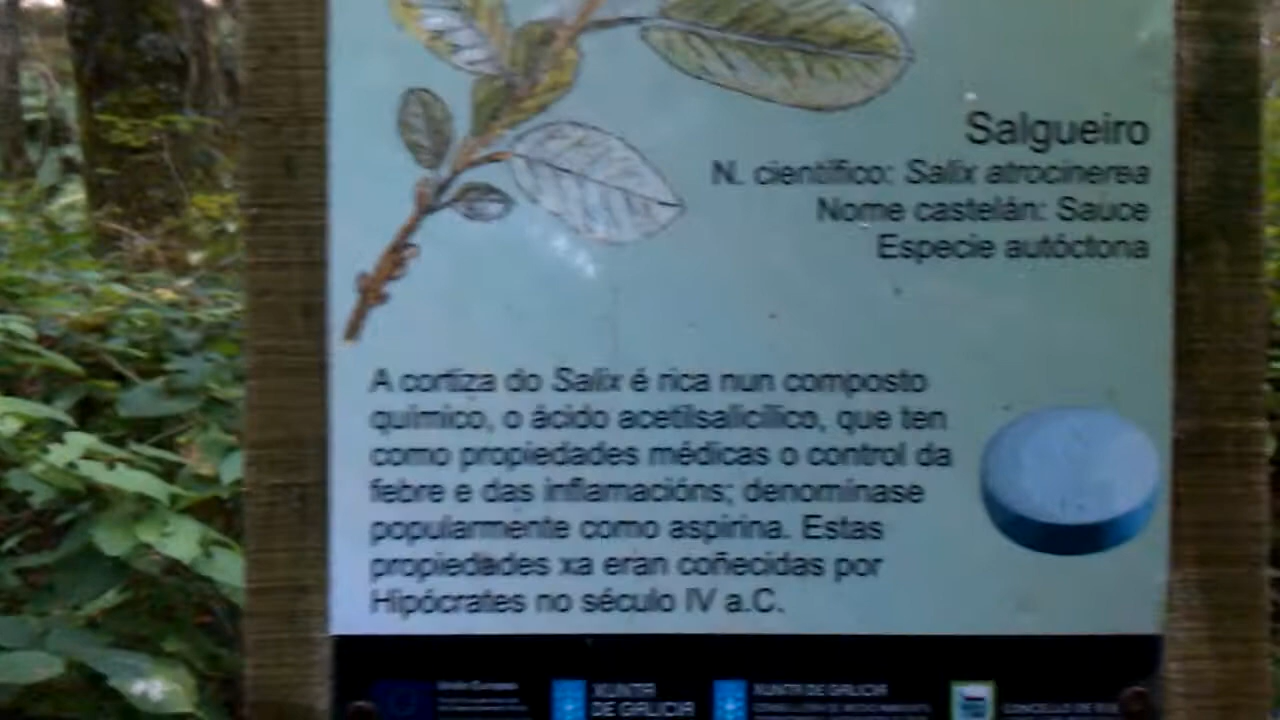 Salgueiro
N. científico: Salix atrocinerea
Nome castelán: Sauce
Especie autóctona
A cortiza do Salix é rica nun composto
químico, o ácido acetilsalicílico, que ten
como propiedades médicas o control da
febre e das inflamacións; denomínase
popularmente como aspirina. Estas
propiedades xa eran coñecidas por
Hipócrates no século IV a.C.
Unión Europea
XUNTA
DE GALICIA
XUNTA DE GALICIA
CONCELLO DE